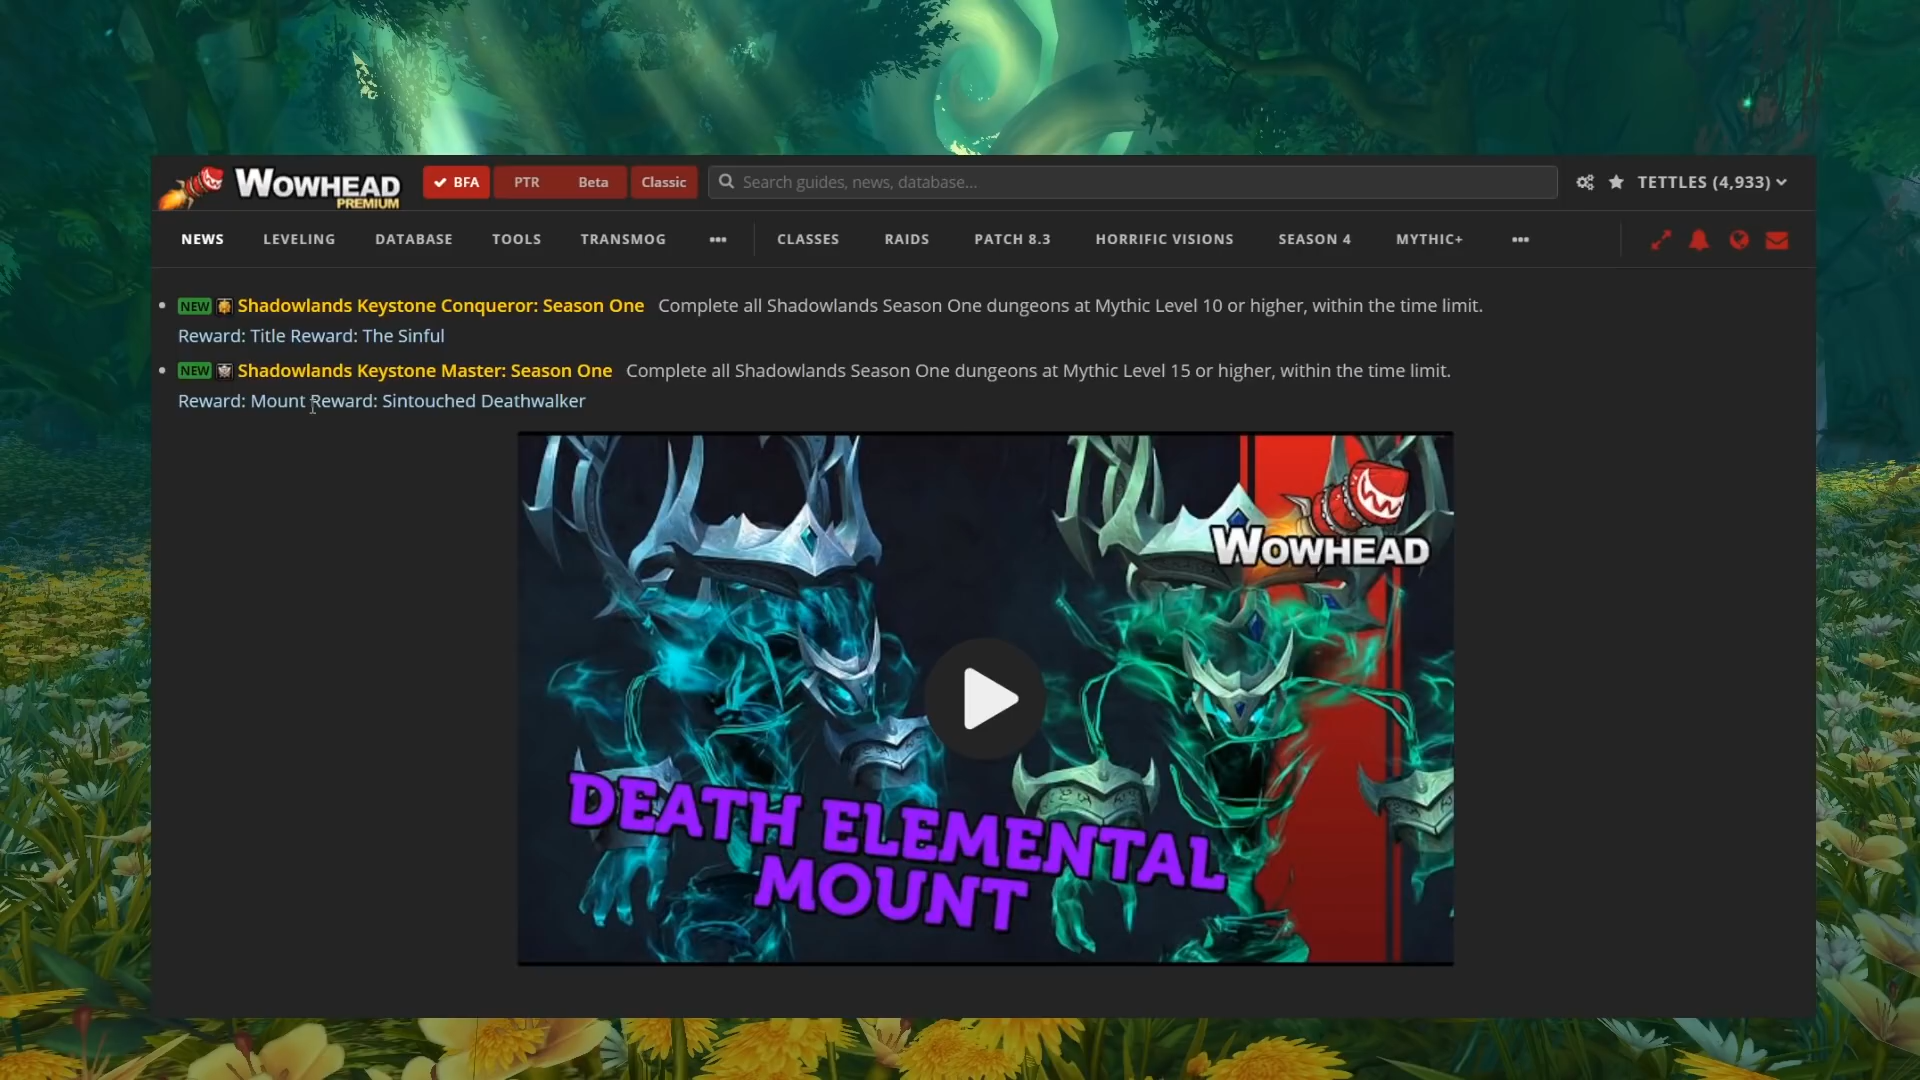 WOWHEAD
PREMIUM
BFA PTR Beta Classic Search guides, news, database... TETTLES (4,933)
NEWS LEVELING DATABASE TOOLS TRANSMOG ••• CLASSES RAIDS PATCH 8.3 HORRIFIC VISIONS SEASON 4 MYTHIC+ •••
• NEW Shadowlands Keystone Conqueror: Season One Complete all Shadowlands Season One dungeons at Mythic Level 10 or higher, within the time limit.
Reward: Title Reward: The Sinful
• NEW Shadowlands Keystone Master: Season One Complete all Shadowlands Season One dungeons at Mythic Level 15 or higher, within the time limit.
Reward: Mount Reward: Sintouched Deathwalker
WOWHEAD
DEATH ELEMENTAL
MOUNT